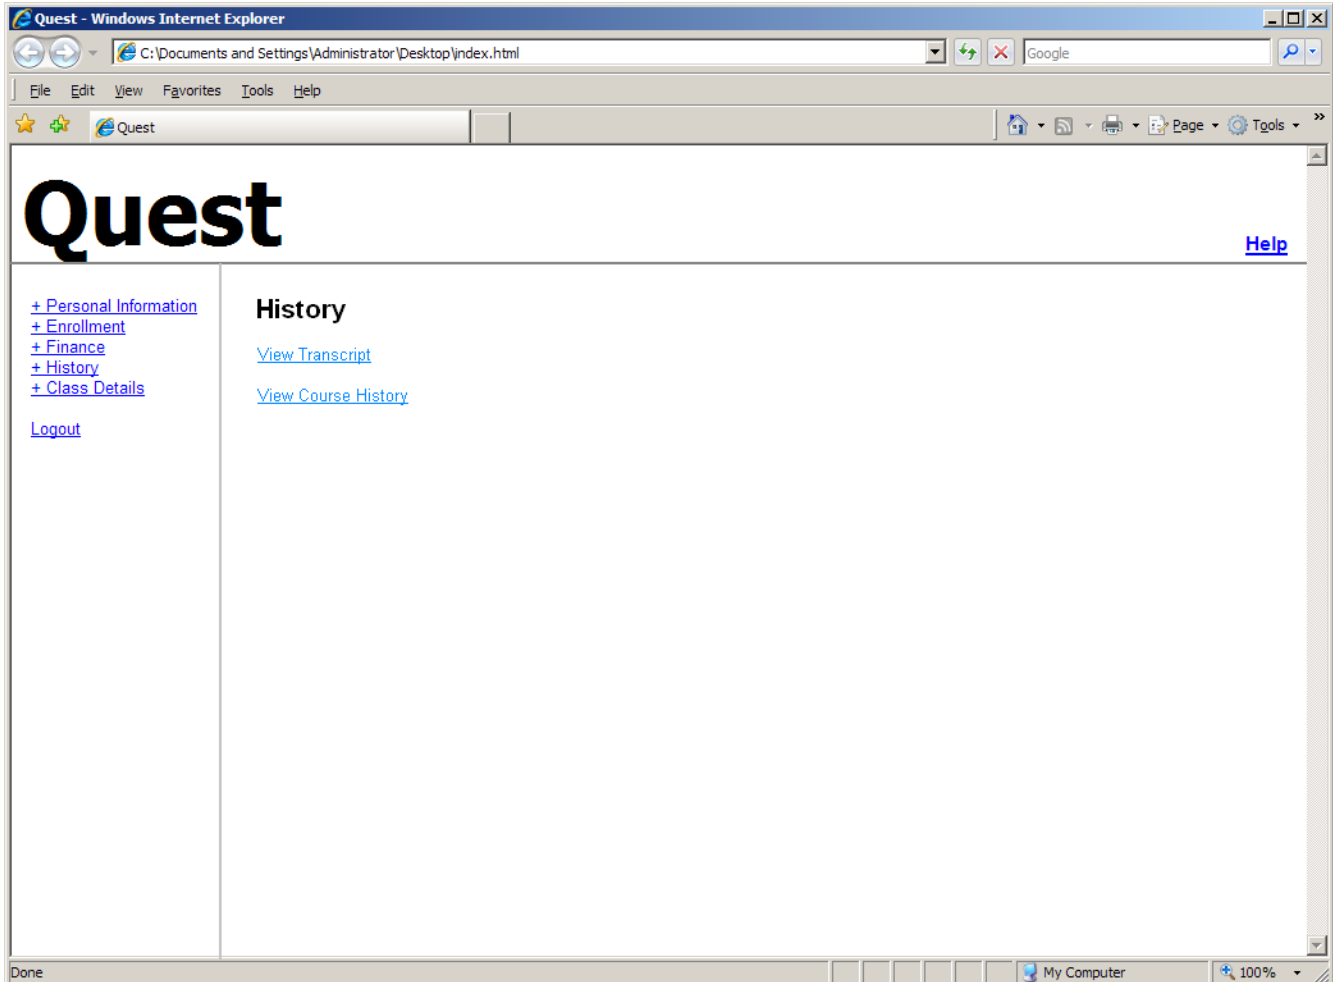 Quest - Windows Internet Explorer
C:\Documents and Settings\Administrator\Desktop\index.html
Google
File Edit View Favorites Tools Help
Quest
Page Tools »
Quest
Help
+ Personal Information
+ Enrollment
+ Finance
+ History
+ Class Details
Logout
History
View Transcript
View Course History
Done
My Computer
100%